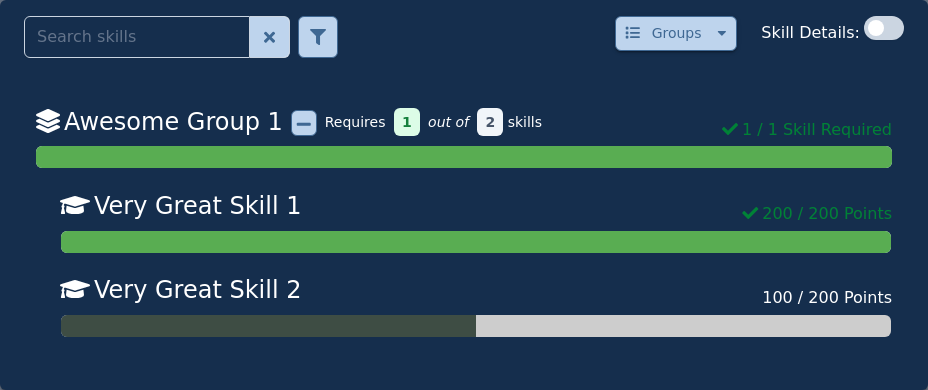 Search skills
Groups
Skill Details:
Awesome Group 1 Requires 1 out of 2 skills
1 / 1 Skill Required
Very Great Skill 1
200 / 200 Points
Very Great Skill 2
100 / 200 Points